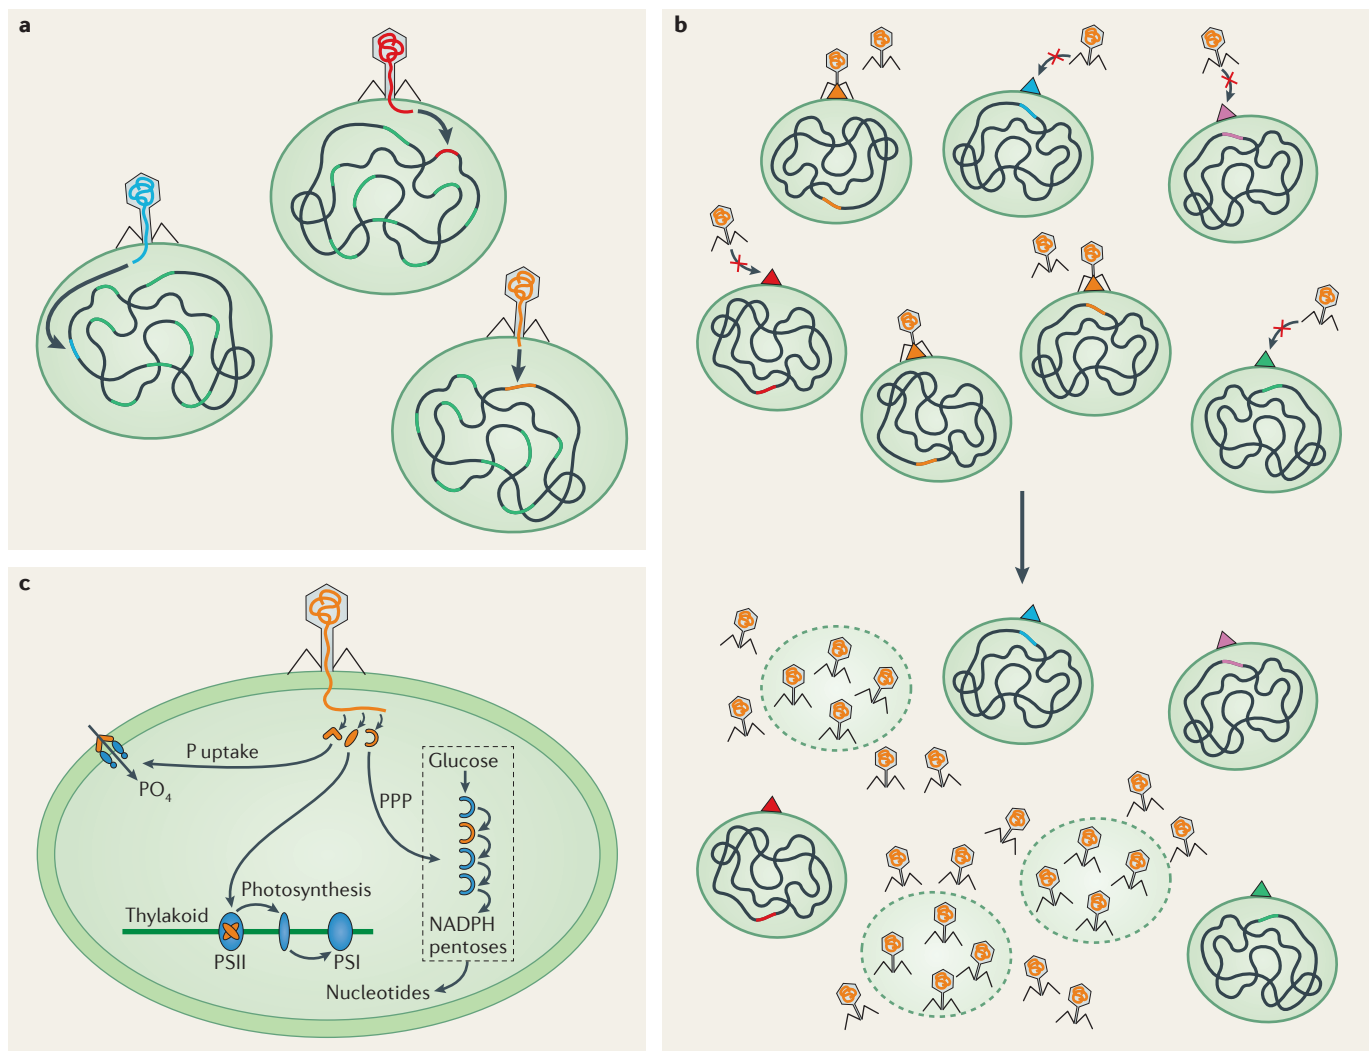 a
b
c
P uptake
PO₄
PPP
Glucose
NADPH
pentoses
Nucleotides
Photosynthesis
Thylakoid
PSII
PSI